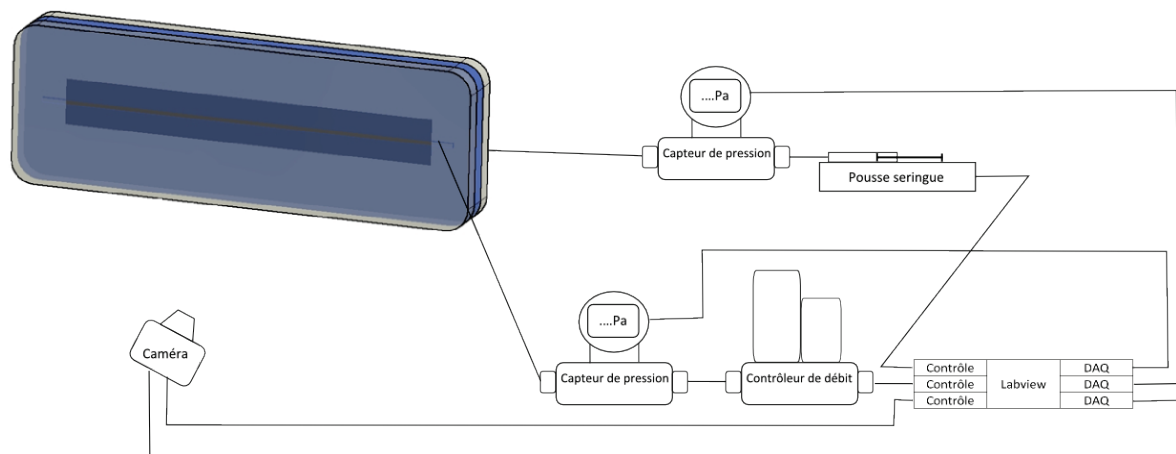 ....Pa
Capteur de pression
Pousse seringue
....Pa
Caméra
Capteur de pression
Contrôleur de débit
Contrôle
Labview
DAQ
Contrôle
DAQ
Contrôle
DAQ